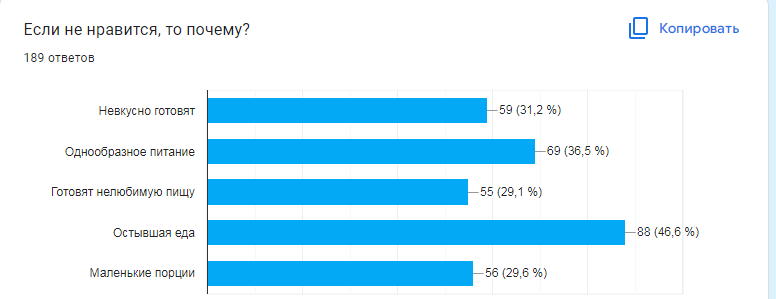 Если не нравится, то почему?
Копировать
189 ответов
Невкусно готовят 59 (31,2 %)
Однообразное питание 69 (36,5 %)
Готовят нелюбимую пищу 55 (29,1 %)
Остывшая еда 88 (46,6 %)
Маленькие порции 56 (29,6 %)